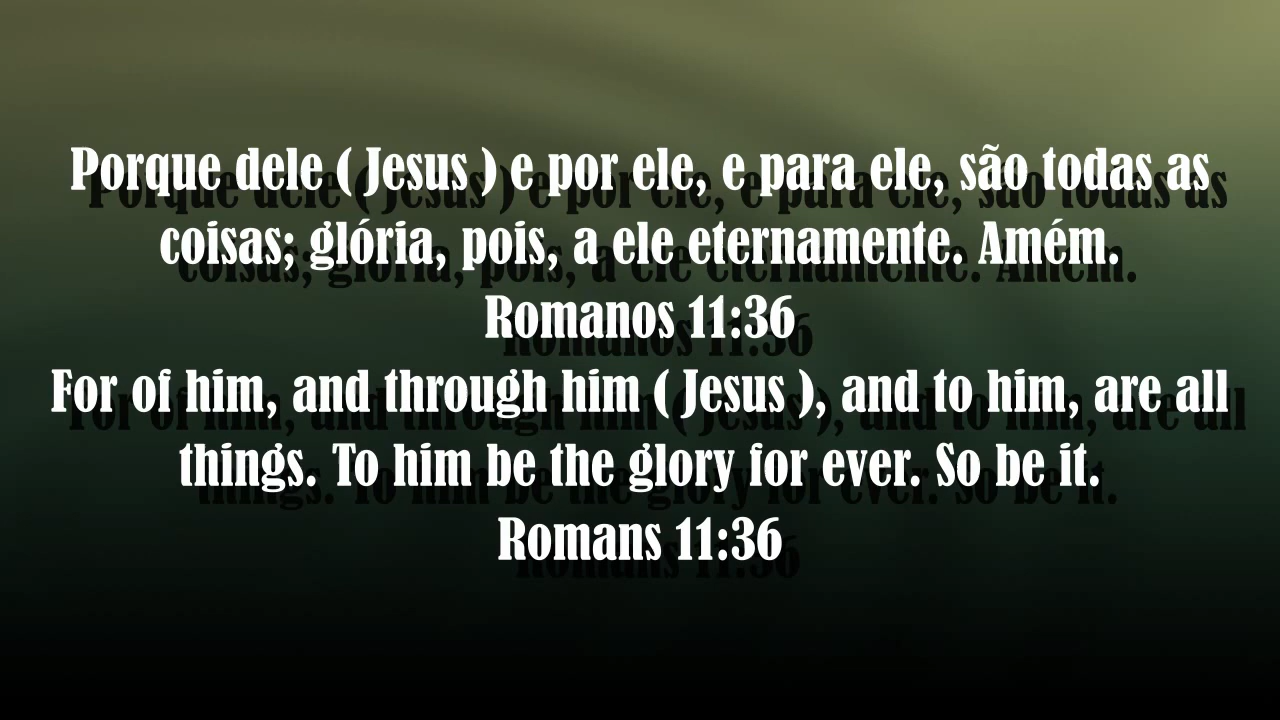 Porque dele ( Jesus ) e por ele, e para ele, são todas as
coisas; glória, pois, a ele eternamente. Amém.
Romanos 11:36
For of him, and through him ( Jesus ), and to him, are all
things. To him be the glory for ever. So be it.
Romans 11:36